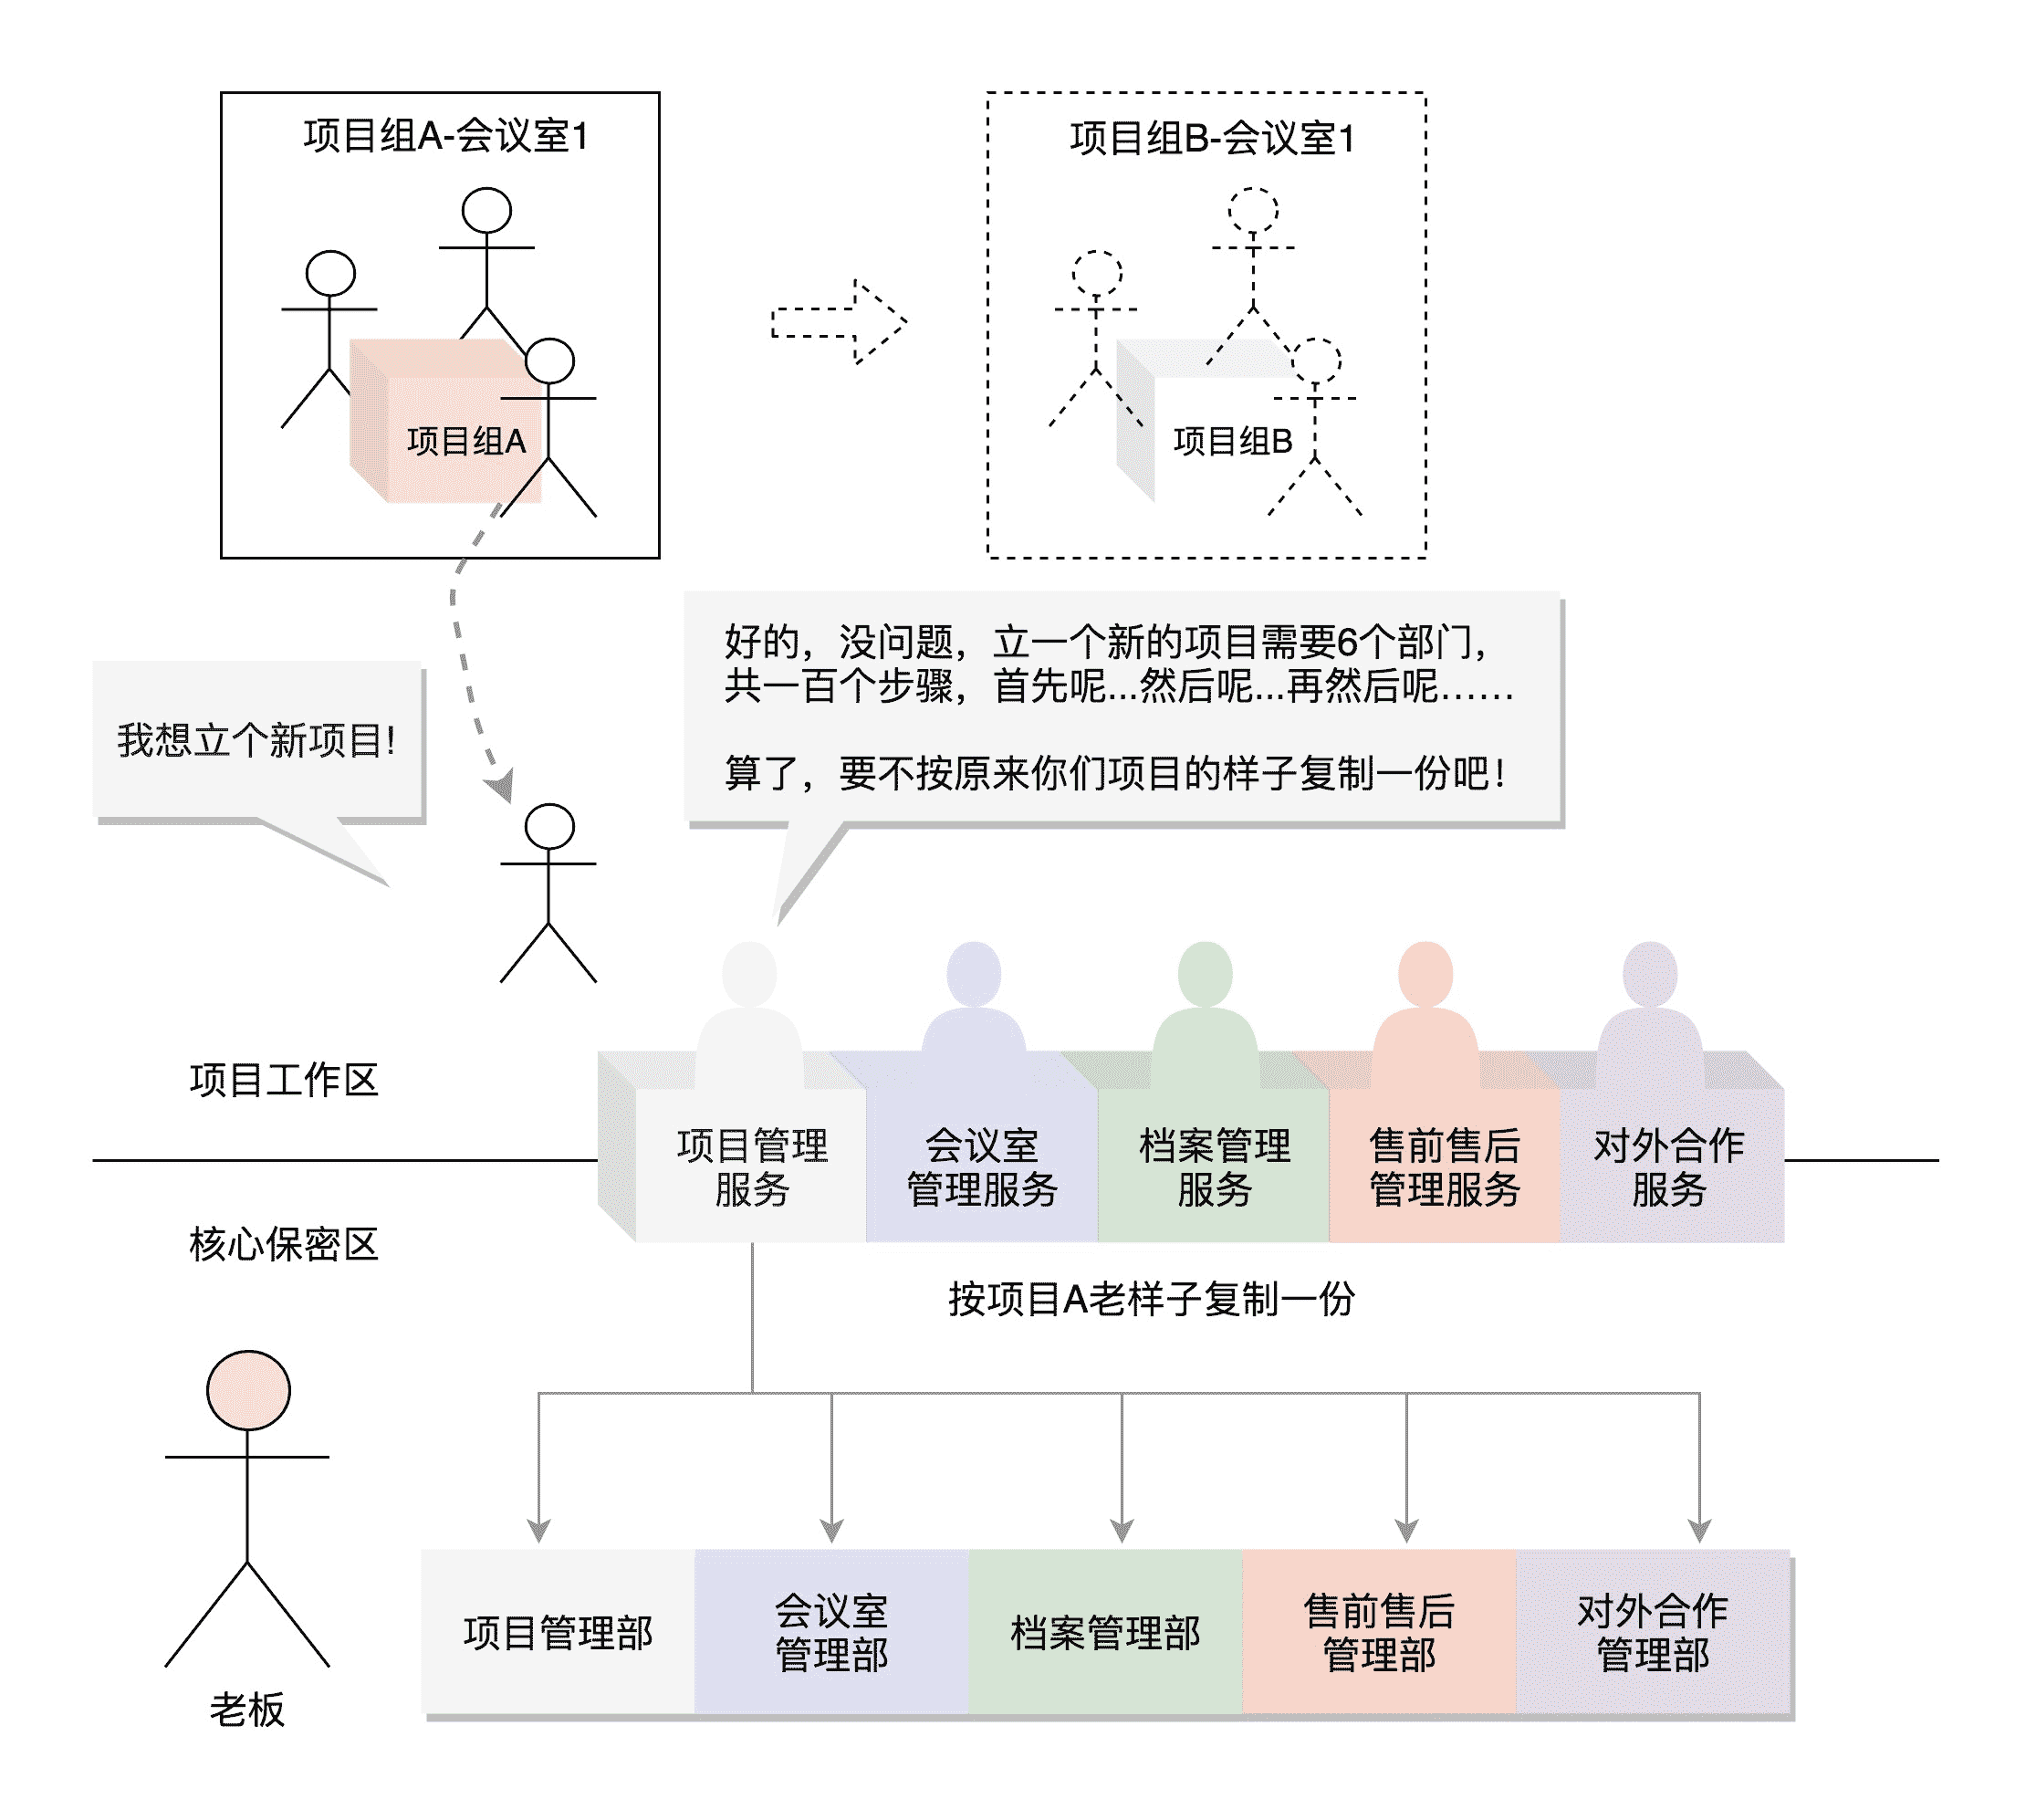 项目组A-会议室1
项目组B-会议室1
项目组A
项目组B
好的，没问题，立一个新的项目需要6个部门，
共一百个步骤，首先呢...然后呢...再然后呢……
算了，要不按原来你们项目的样子复制一份吧！
我想立个新项目!
项目工作区
项目管理
服务
会议室
管理服务
档案管理
服务
售前售后
管理服务
对外合作
服务
核心保密区
按项目A老样子复制一份
项目管理部
会议室
管理部
档案管理部
售前售后
管理部
对外合作
管理部
老板